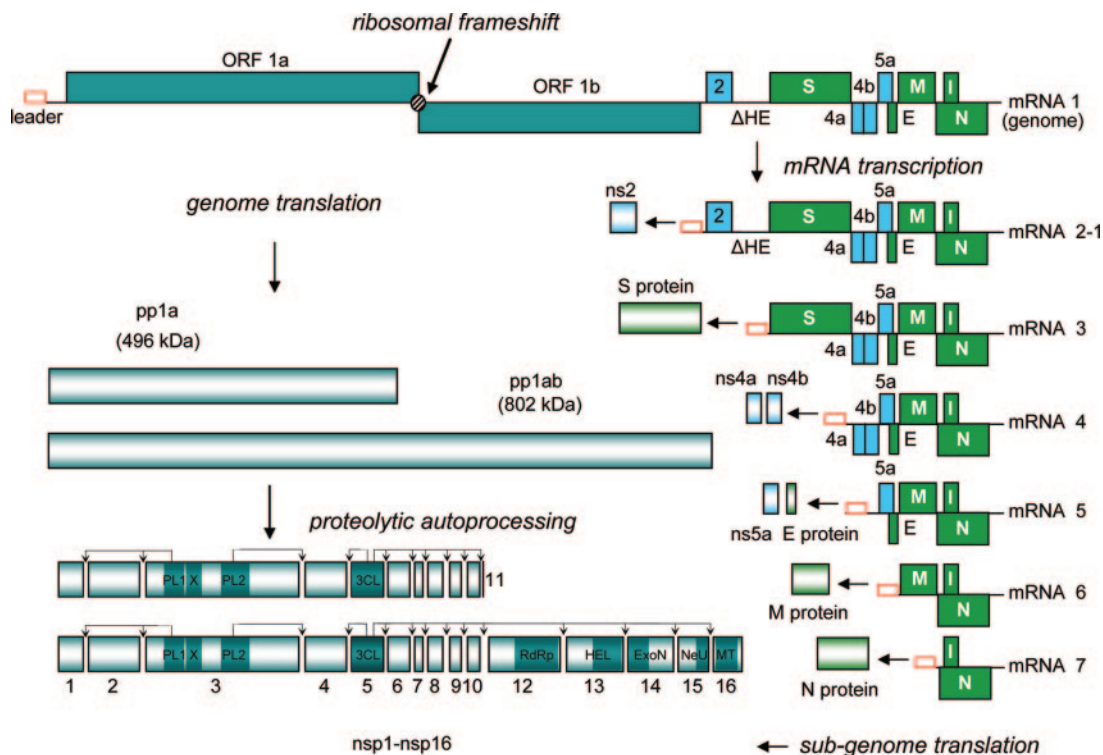 ribosomal frameshift
ORF 1a
ORF 1b
leader
2
ΔHE
S
4a
4b
5a
E
M
I
N
mRNA 1
(genome)
mRNA transcription
genome translation
ns2
2
ΔHE
S
4a
4b
5a
E
M
I
N
mRNA 2-1
S protein
S
4a
4b
5a
E
M
I
N
mRNA 3
pp1a
(496 kDa)
pp1ab
(802 kDa)
ns4a
ns4b
4a
4b
5a
E
M
I
N
mRNA 4
ns5a
E protein
5a
E
M
I
N
mRNA 5
proteolytic autoprocessing
PL1
X
PL2
3CL
11
M protein
M
I
N
mRNA 6
PL1
X
PL2
3CL
RdRp
HEL
ExoN
NeU
MT
1 2 3 4 5 6 7 8 9 10 12 13 14 15 16
N protein
I
N
mRNA 7
nsp1-nsp16
sub-genome translation